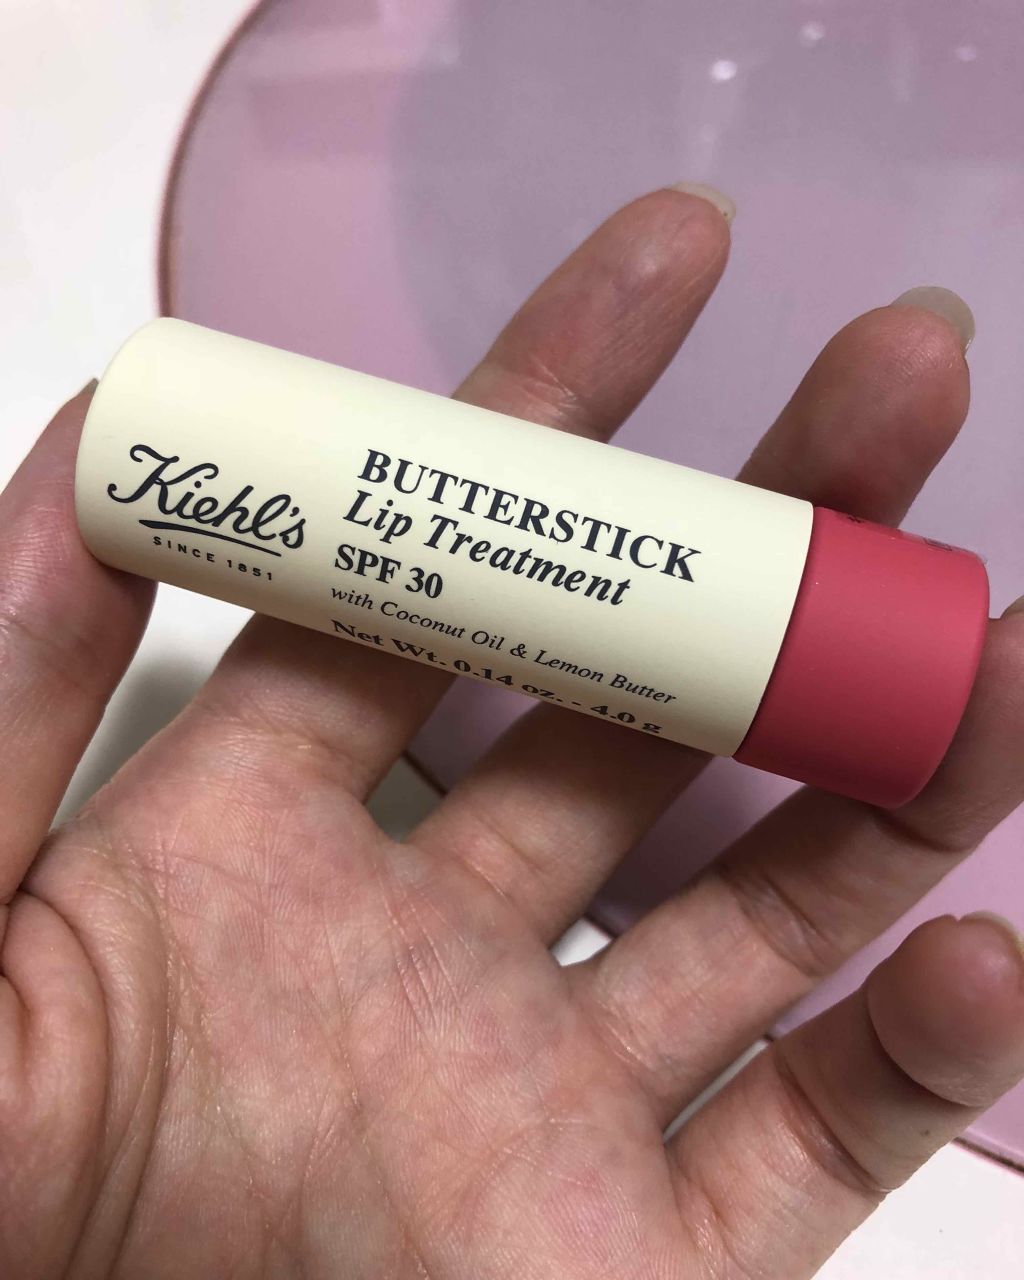 Kiehl's
SINCE 1851
BUTTERSTICK
Lip Treatment
SPF 30
with Coconut Oil & Lemon Butter
Net Wt. 0.14 oz. - 4.0 g